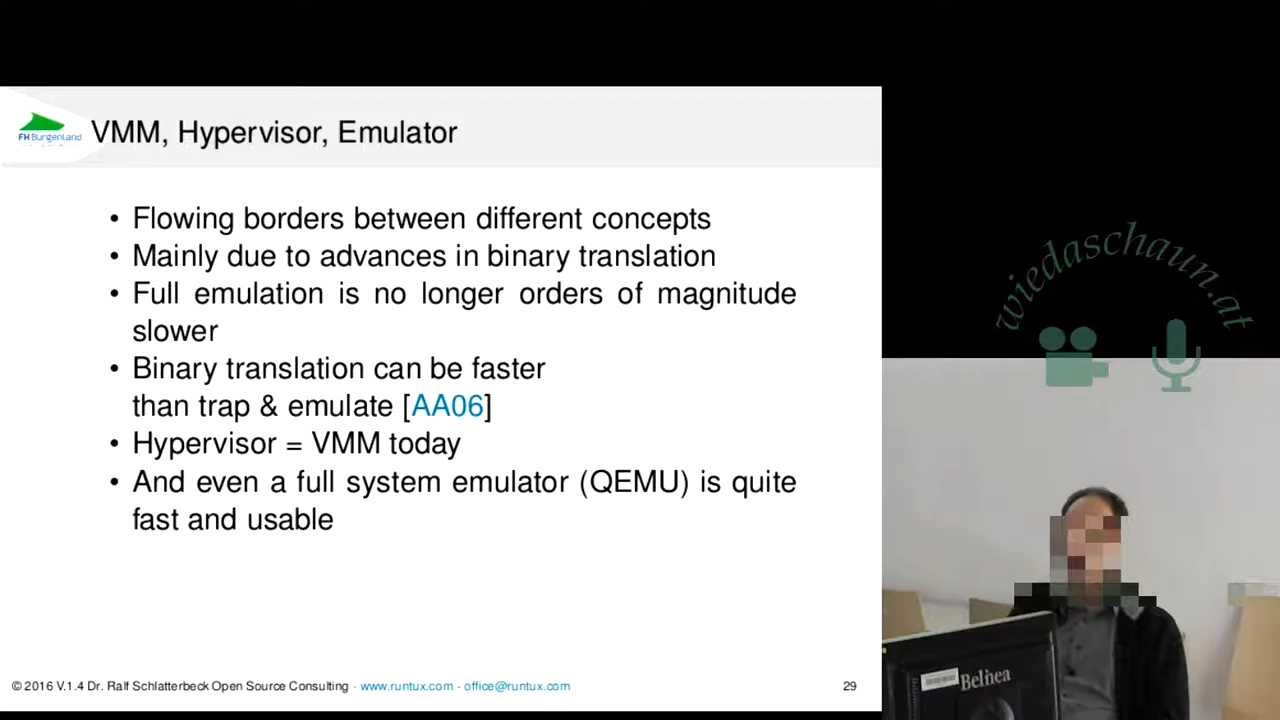 FH Burgenland
VMM, Hypervisor, Emulator
• Flowing borders between different concepts
• Mainly due to advances in binary translation
• Full emulation is no longer orders of magnitude
slower
• Binary translation can be faster
than trap & emulate [AA06]
• Hypervisor = VMM today
• And even a full system emulator (QEMU) is quite
fast and usable
© 2016 V.1.4 Dr. Ralf Schlatterbeck Open Source Consulting · www.runtux.com · office@runtux.com
29
wiedaschaun.at
Belinea